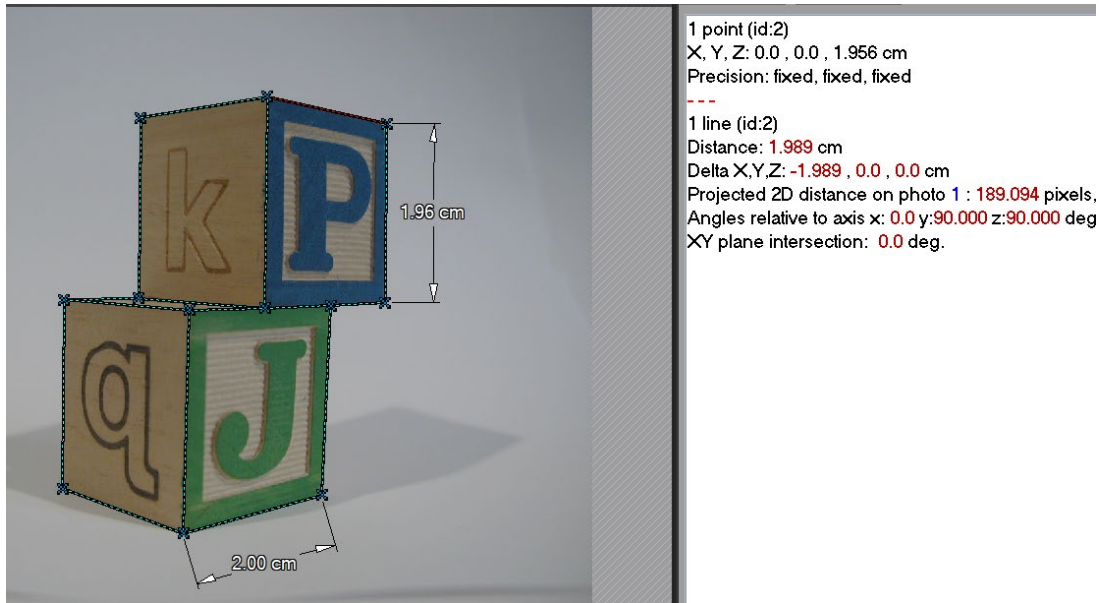 k P
1.96 cm
q J
2.00 cm
1 point (id:2)
X, Y, Z: 0.0 , 0.0 , 1.956 cm
Precision: fixed, fixed, fixed
---
1 line (id:2)
Distance: 1.989 cm
Delta X,Y,Z: -1.989 , 0.0 , 0.0 cm
Projected 2D distance on photo 1 : 189.094 pixels,
Angles relative to axis x: 0.0 y:90.000 z:90.000 deg
XY plane intersection:  0.0 deg.